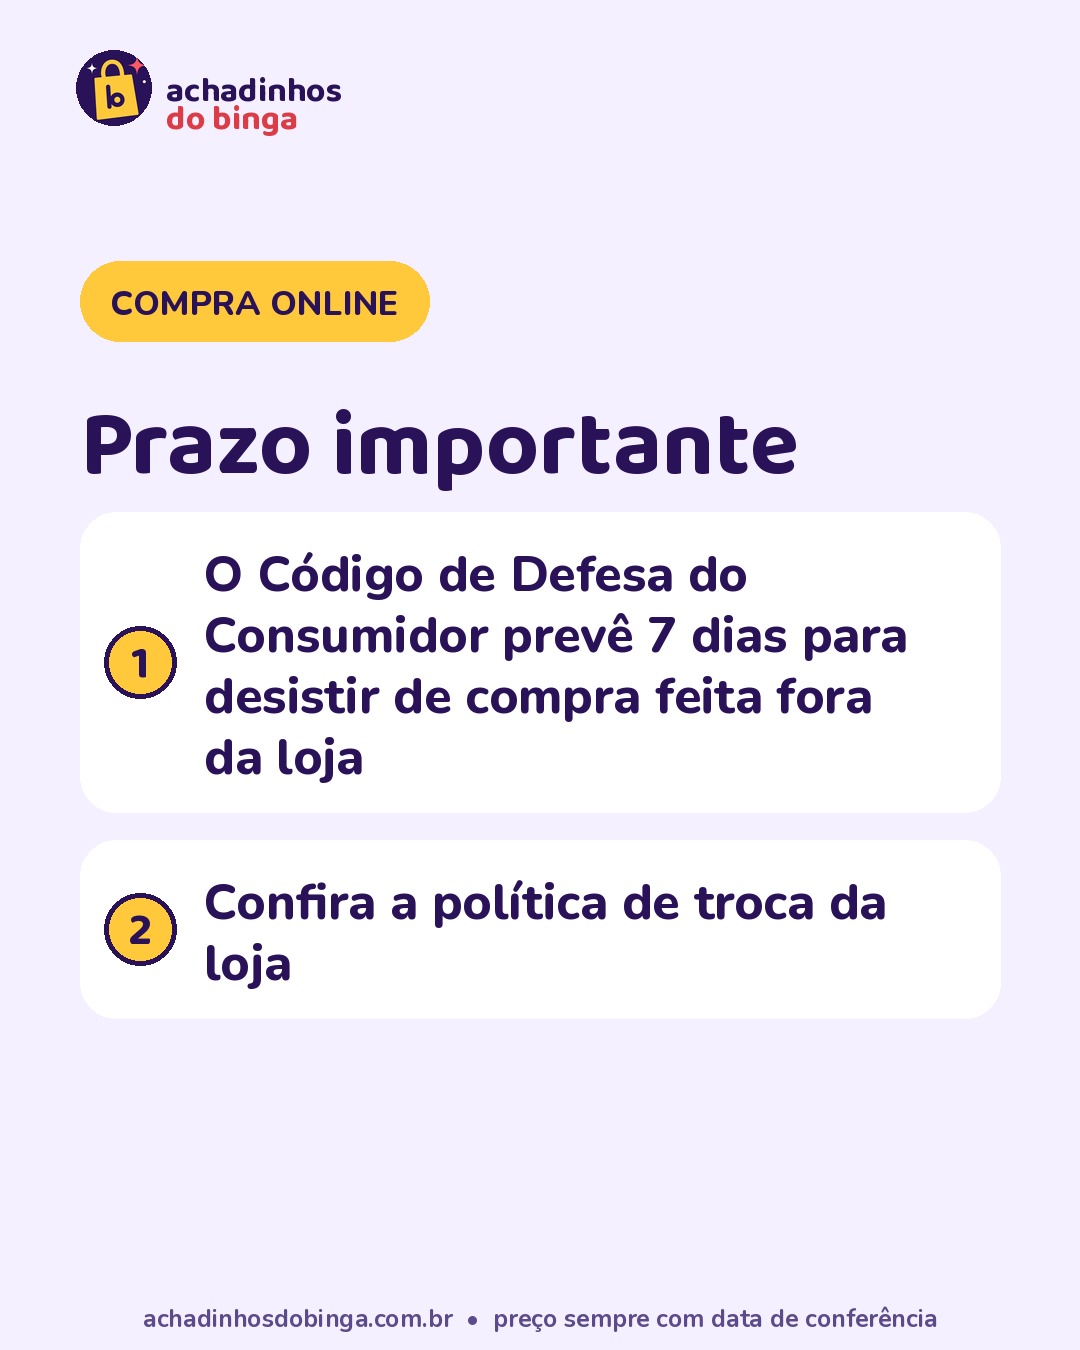 b
achadinhos
do binga
COMPRA ONLINE
Prazo importante
1
O Código de Defesa do
Consumidor prevê 7 dias para
desistir de compra feita fora
da loja
2
Confira a política de troca da
loja
achadinhosdobinga.com.br • preço sempre com data de conferência